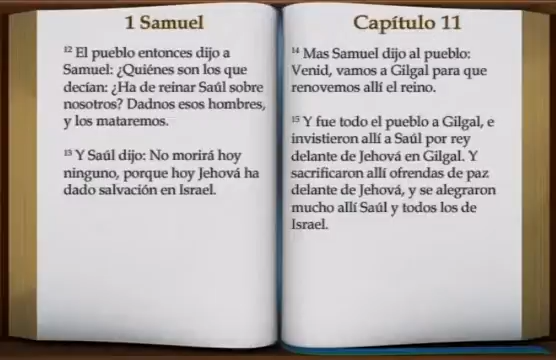 1 Samuel
¹² El pueblo entonces dijo a
Samuel: ¿Quiénes son los que
decían: ¿Ha de reinar Saúl sobre
nosotros? Dadnos esos hombres,
y los mataremos.
¹³ Y Saúl dijo: No morirá hoy
ninguno, porque hoy Jehová ha
dado salvación en Israel.
Capítulo 11
¹⁴ Mas Samuel dijo al pueblo:
Venid, vamos a Gilgal para que
renovemos allí el reino.
¹⁵ Y fue todo el pueblo a Gilgal, e
invistieron allí a Saúl por rey
delante de Jehová en Gilgal. Y
sacrificaron allí ofrendas de paz
delante de Jehová, y se alegraron
mucho allí Saúl y todos los de
Israel.